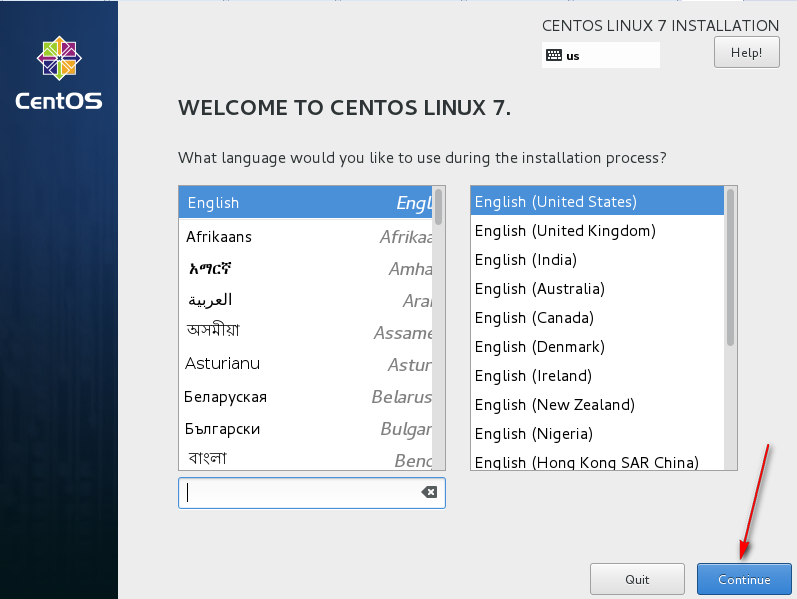 CentOS
CENTOS LINUX 7 INSTALLATION
us
Help!
WELCOME TO CENTOS LINUX 7.
What language would you like to use during the installation process?
English Engl
Afrikaans Afrikaa
አማርኛ Amha
العربية Aral
অসমীয়া Assame
Asturianu Astur
Беларуская Belarus
Български Bulgar
বাংলা Beng
English (United States)
English (United Kingdom)
English (India)
English (Australia)
English (Canada)
English (Denmark)
English (Ireland)
English (New Zealand)
English (Nigeria)
English (Hong Kong SAR China)
Quit
Continue